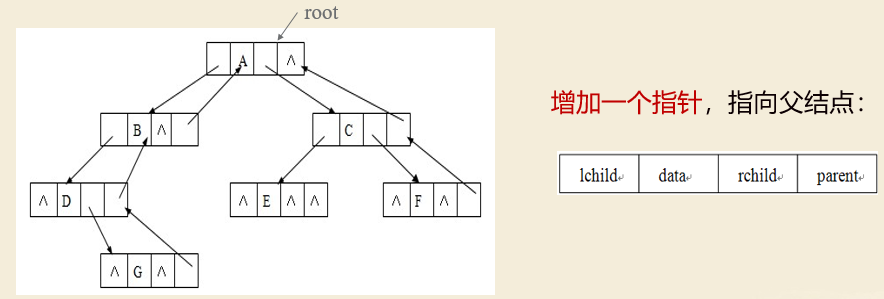 root
A ∧
增加一个指针，指向父结点：
B ∧
C
lchild data rchild parent
∧ D
∧ E ∧ ∧
∧ F ∧
∧ G ∧